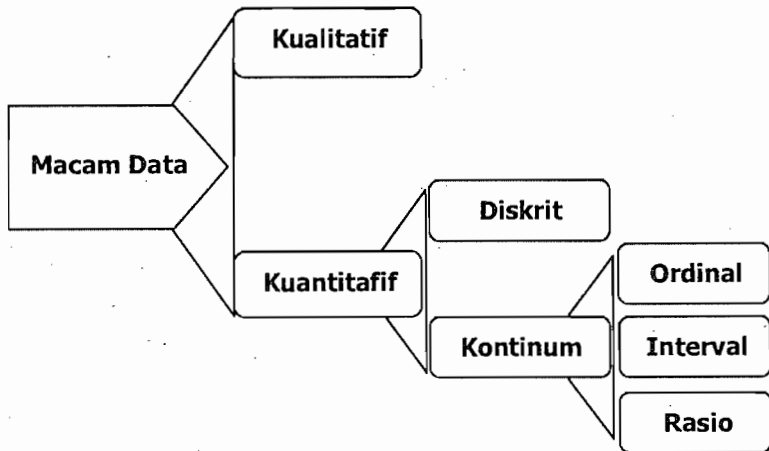 Kualitatif
Macam Data
Diskrit
Kuantitafif
Ordinal
Kontinum
Interval
Rasio